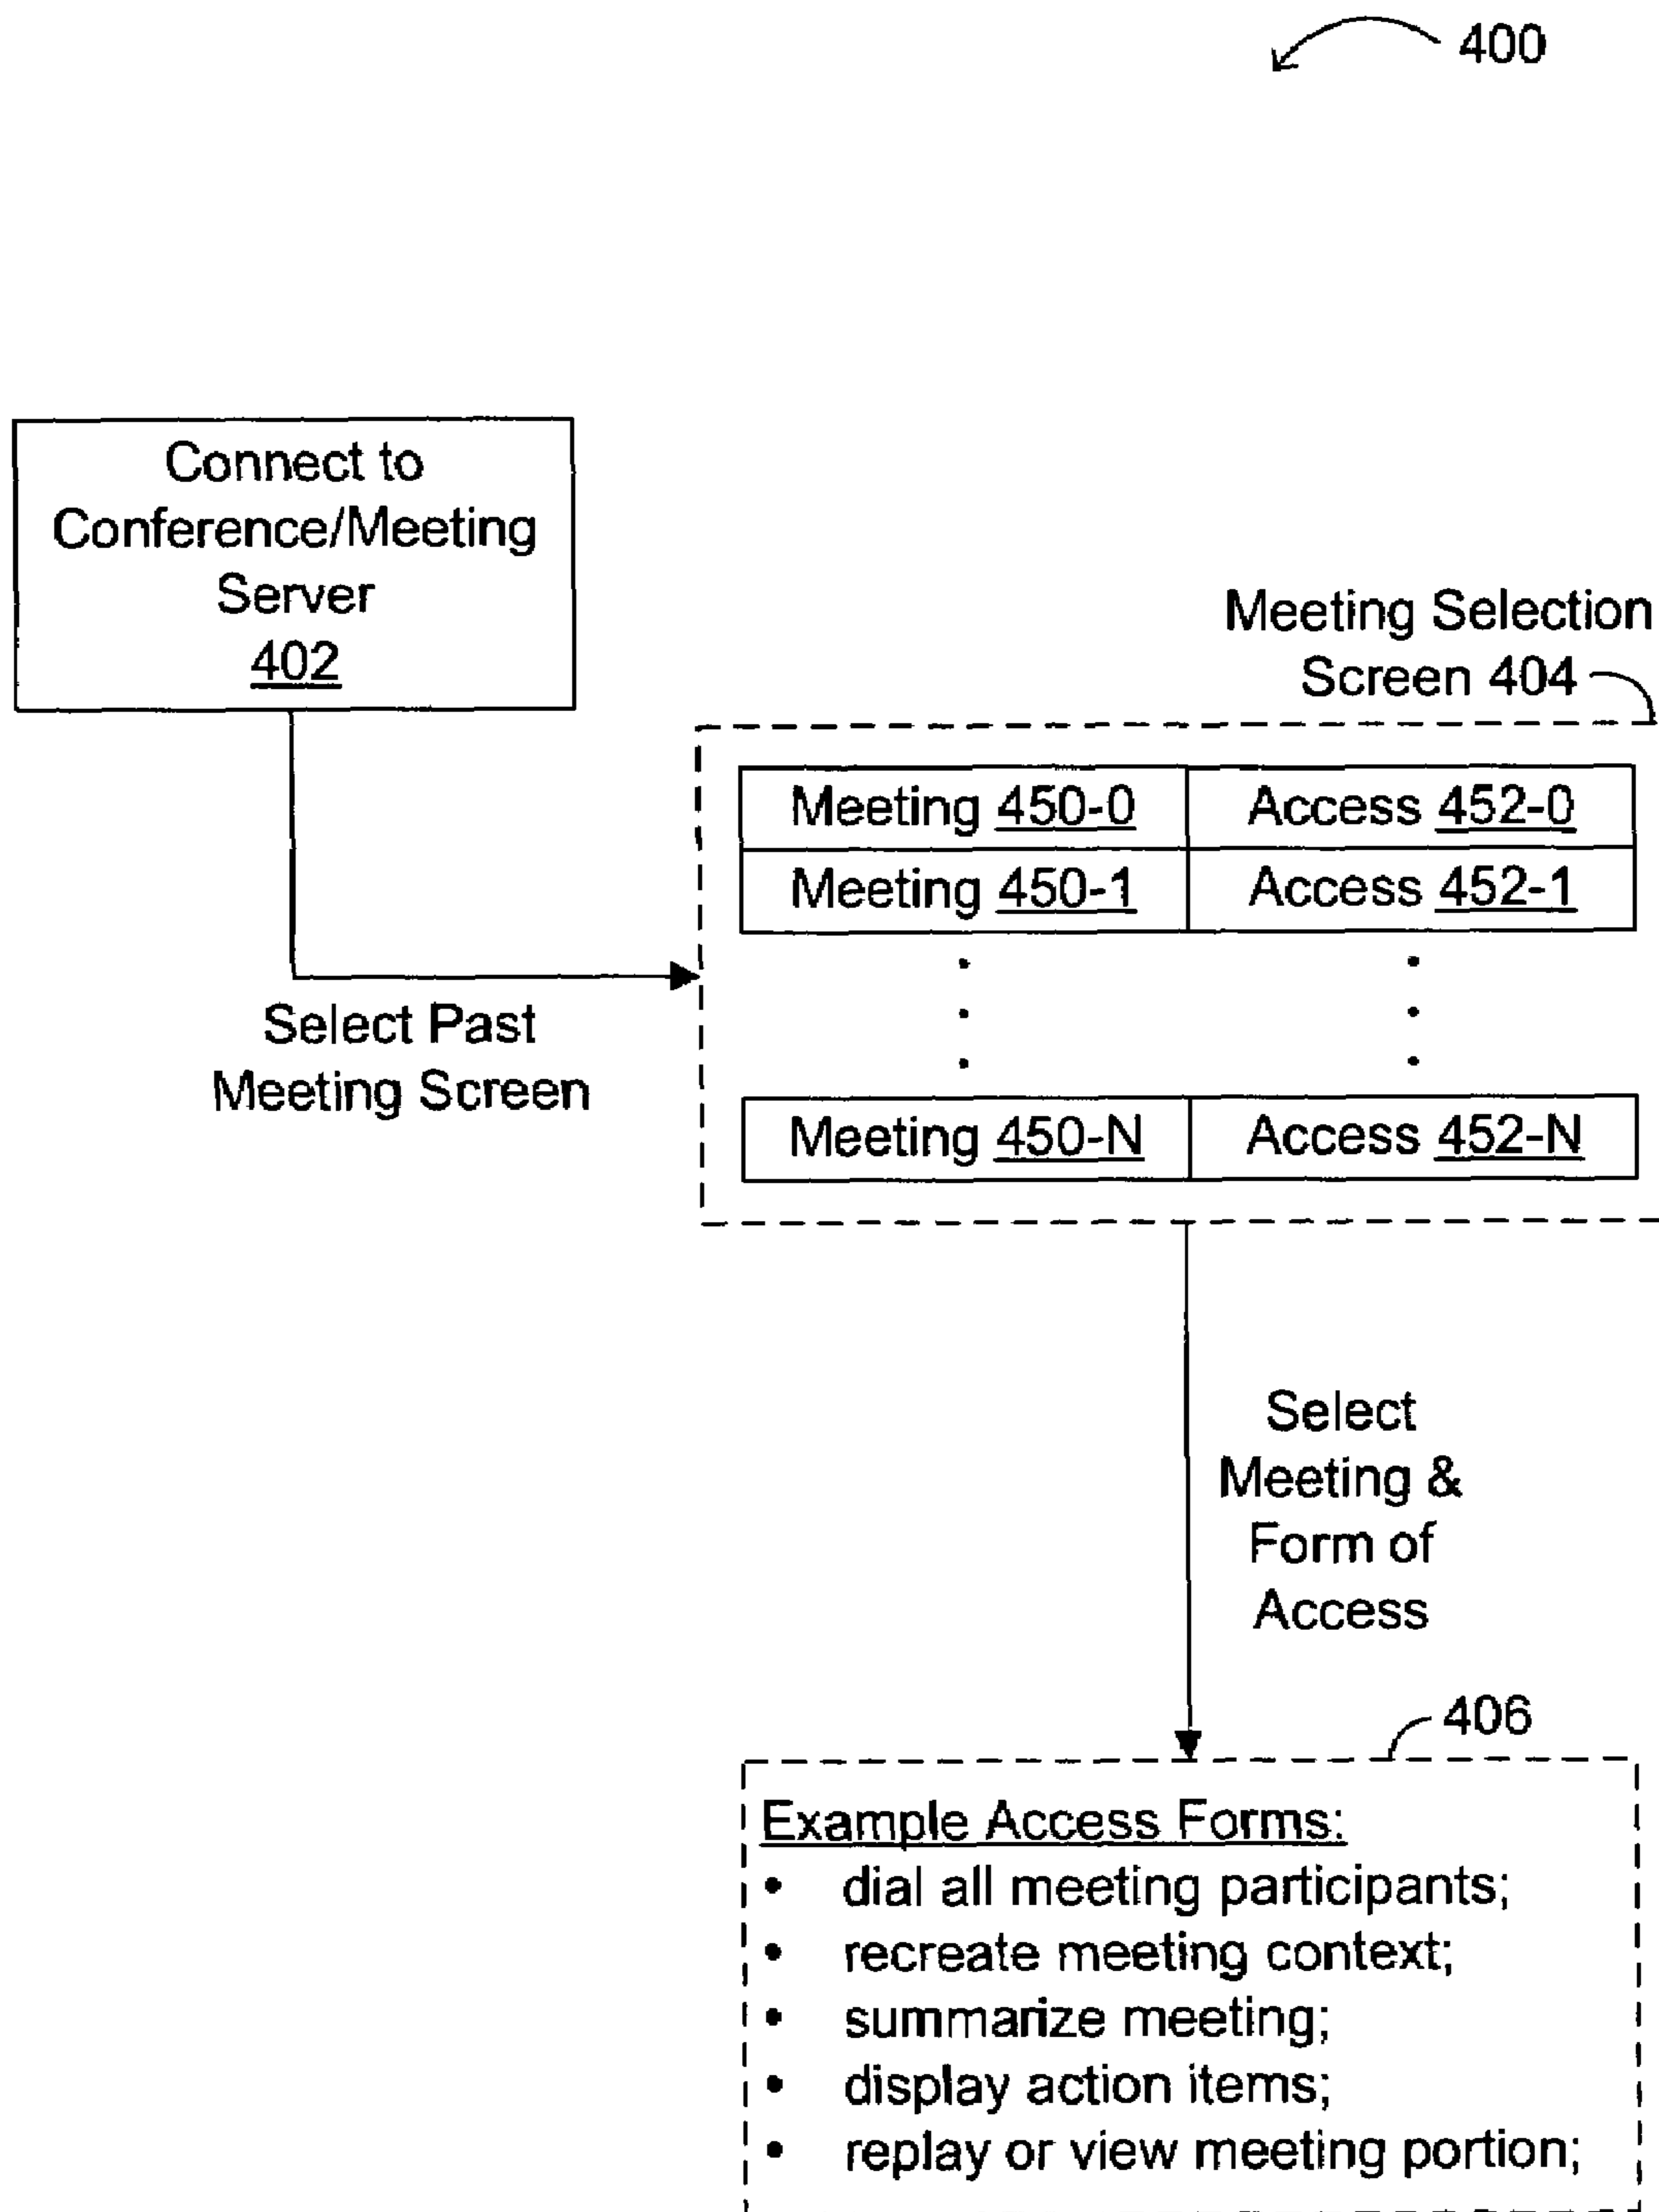 400
Connect to
Conference/Meeting
Server
402
Meeting Selection
Screen 404
Meeting 450-0 Access 452-0
Meeting 450-1 Access 452-1
Select Past
Meeting Screen
Meeting 450-N Access 452-N
Select
Meeting &
Form of
Access
406
Example Access Forms:
• dial all meeting participants;
• recreate meeting context;
• summarize meeting;
• display action items;
• replay or view meeting portion;